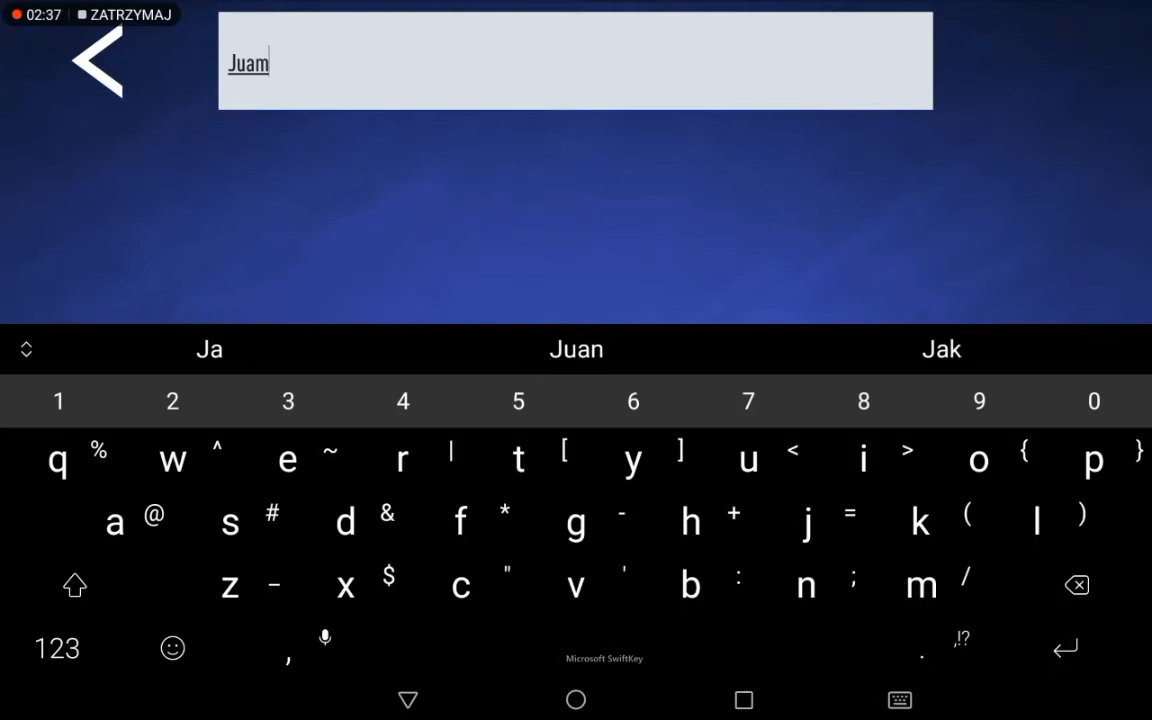 02:37 ZATRZYMAJ
Juam
Ja Juan Jak
1 2 3 4 5 6 7 8 9 0
q % w ^ e ~ r | t [ y ] u < i > o { p }
a @ s # d & f * g - h + j = k ( l )
z _ x $ c " v ' b : n ; m /
123 , Microsoft SwiftKey . ,!?